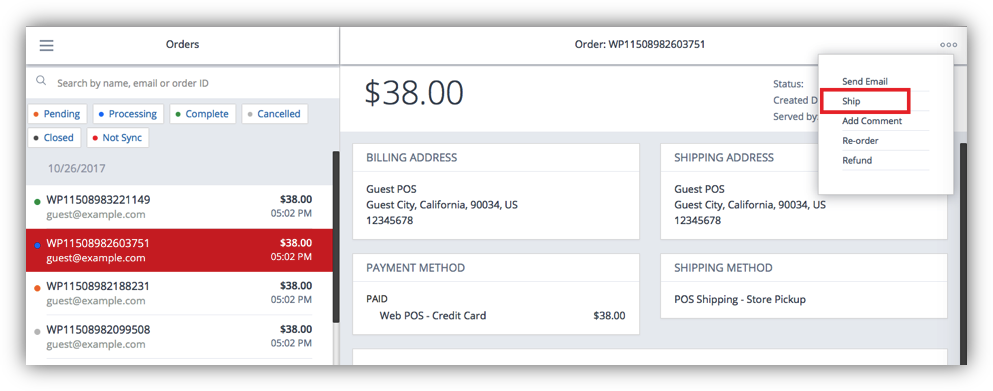 Orders
Search by name, email or order ID
Pending Processing Complete Cancelled
Closed Not Sync
10/26/2017
WP11508983221149 $38.00
guest@example.com 05:02 PM
WP11508982603751 $38.00
guest@example.com 05:02 PM
WP11508982188231 $38.00
guest@example.com 05:02 PM
WP11508982099508 $38.00
guest@example.com 05:02 PM
Order: WP11508982603751
$38.00
Status:
Created D
Served by:
Send Email
Ship
Add Comment
Re-order
Refund
BILLING ADDRESS
Guest POS
Guest City, California, 90034, US
12345678
SHIPPING ADDRESS
Guest POS
Guest City, California, 90034, US
12345678
PAYMENT METHOD
PAID
Web POS - Credit Card $38.00
SHIPPING METHOD
POS Shipping - Store Pickup